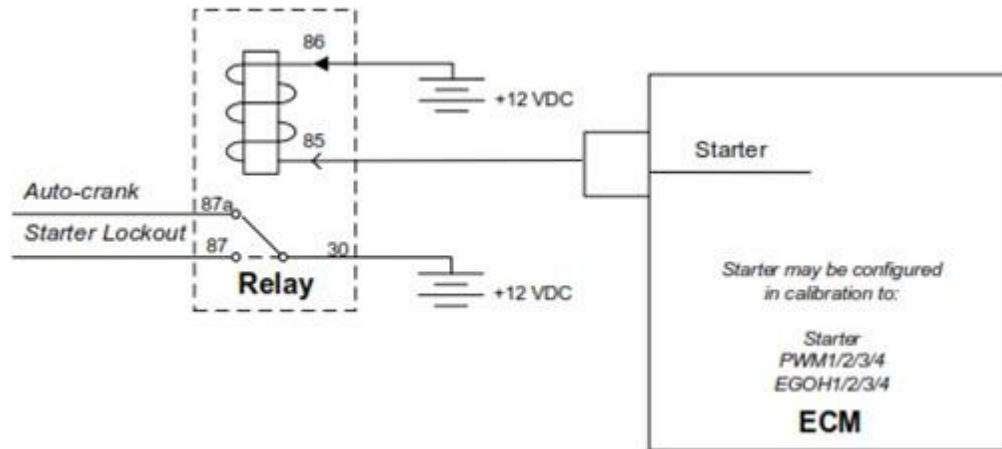 86
+12 VDC
85
Starter
Auto-crank
87a
Starter Lockout
87
30
Relay
+12 VDC
Starter may be configured
in calibration to:
Starter
PWM1/2/3/4
EGOH1/2/3/4
ECM